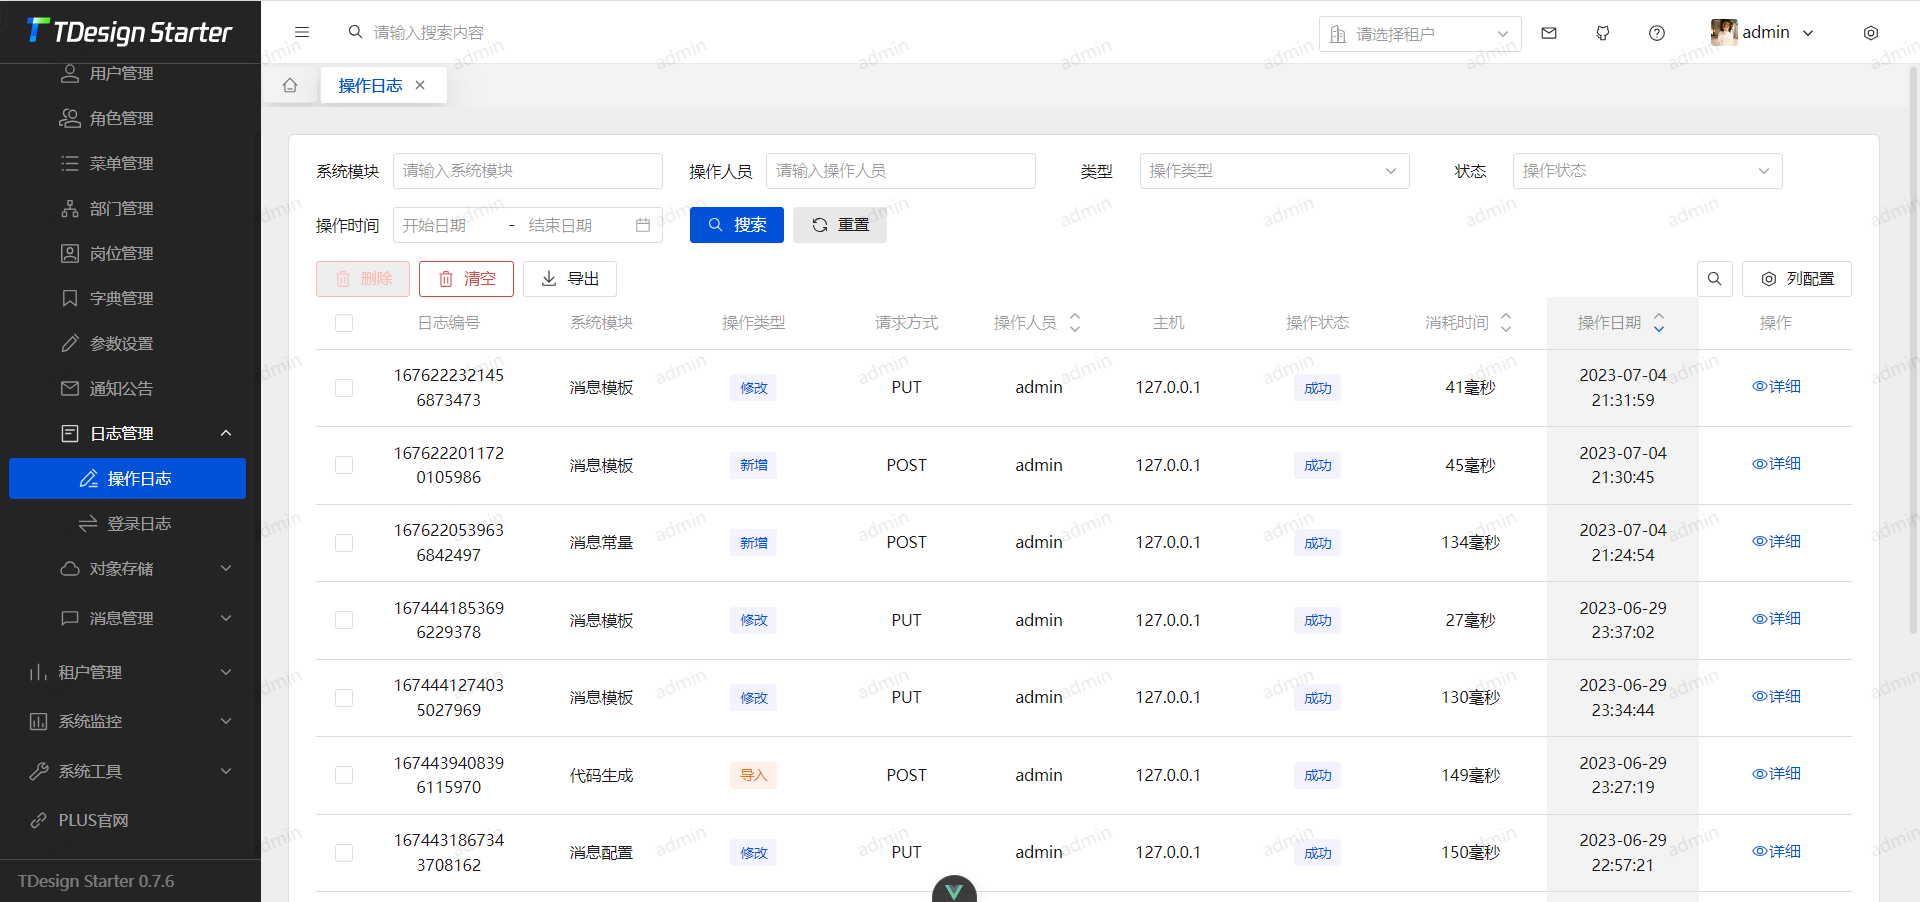 TDesign Starter
请输入搜索内容
请选择租户
admin
用户管理
角色管理
菜单管理
部门管理
岗位管理
字典管理
参数设置
通知公告
日志管理
操作日志
登录日志
对象存储
消息管理
租户管理
系统监控
系统工具
PLUS官网
TDesign Starter 0.7.6
操作日志
系统模块 请输入系统模块 操作人员 请输入操作人员 类型 操作类型 状态 操作状态
操作时间 开始日期 - 结束日期 搜索 重置
删除 清空 导出 列配置
日志编号 系统模块 操作类型 请求方式 操作人员 主机 操作状态 消耗时间 操作日期 操作
167622232145
6873473 消息模板 修改 PUT admin 127.0.0.1 成功 41毫秒 2023-07-04
21:31:59 详细
167622201172
0105986 消息模板 新增 POST admin 127.0.0.1 成功 45毫秒 2023-07-04
21:30:45 详细
167622053963
6842497 消息常量 新增 POST admin 127.0.0.1 成功 134毫秒 2023-07-04
21:24:54 详细
167444185369
6229378 消息模板 修改 PUT admin 127.0.0.1 成功 27毫秒 2023-06-29
23:37:02 详细
167444127403
5027969 消息模板 修改 PUT admin 127.0.0.1 成功 130毫秒 2023-06-29
23:34:44 详细
167443940839
6115970 代码生成 导入 POST admin 127.0.0.1 成功 149毫秒 2023-06-29
23:27:19 详细
167443186734
3708162 消息配置 修改 PUT admin 127.0.0.1 成功 150毫秒 2023-06-29
22:57:21 详细